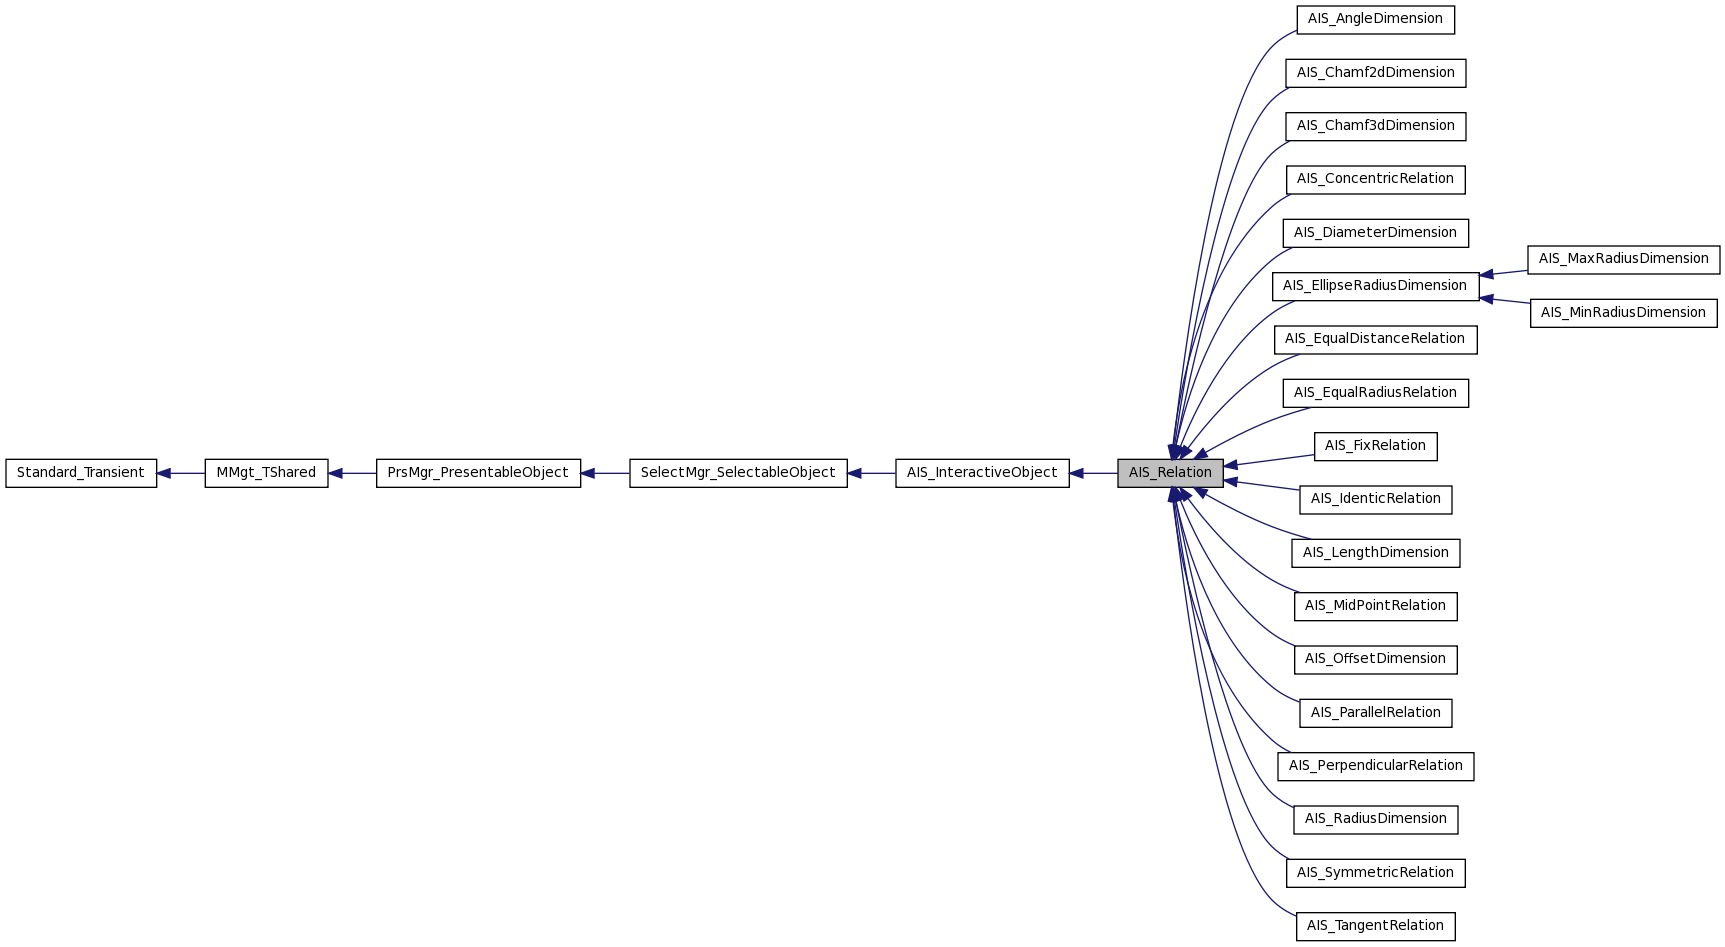 AIS_AngleDimension
AIS_Chamf2dDimension
AIS_Chamf3dDimension
AIS_ConcentricRelation
AIS_DiameterDimension
AIS_MaxRadiusDimension
AIS_EllipseRadiusDimension
AIS_MinRadiusDimension
AIS_EqualDistanceRelation
AIS_EqualRadiusRelation
AIS_FixRelation
Standard_Transient
MMgt_TShared
PrsMgr_PresentableObject
SelectMgr_SelectableObject
AIS_InteractiveObject
AIS_Relation
AIS_IdenticRelation
AIS_LengthDimension
AIS_MidPointRelation
AIS_OffsetDimension
AIS_ParallelRelation
AIS_PerpendicularRelation
AIS_RadiusDimension
AIS_SymmetricRelation
AIS_TangentRelation